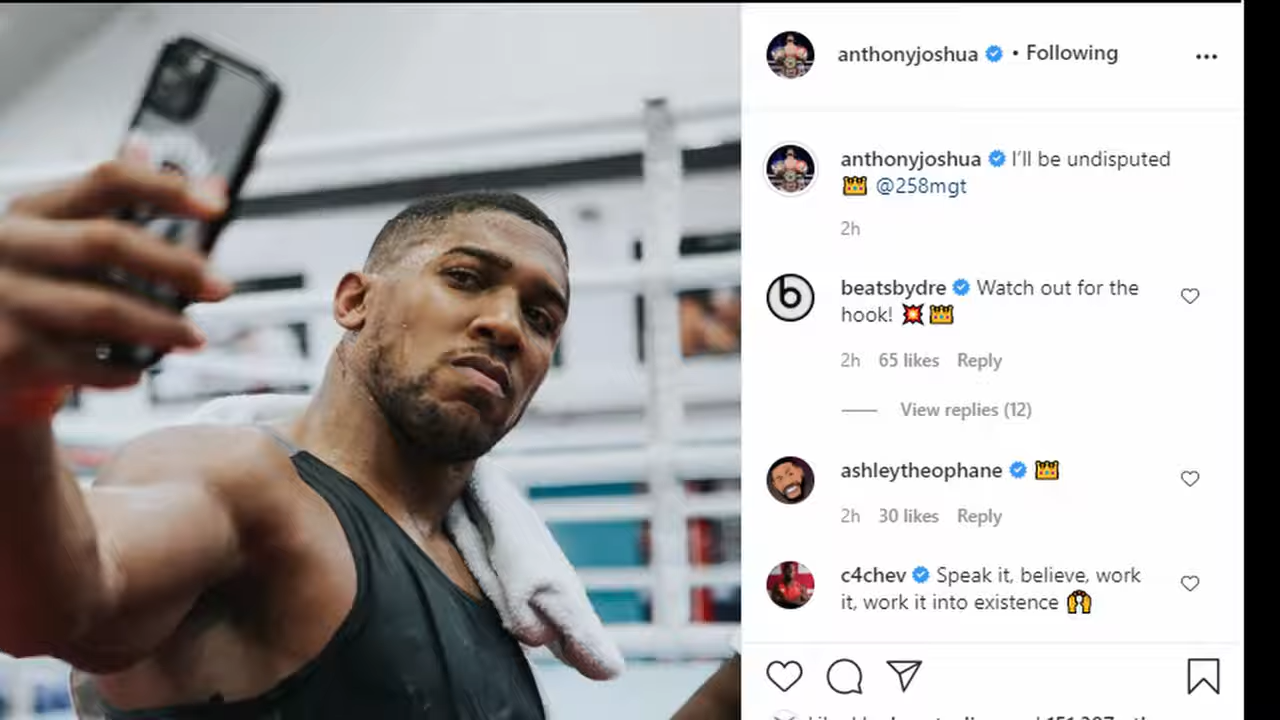 anthonyjoshua • Following
anthonyjoshua I'll be undisputed
👑 @258mgt
2h
beatsbydre Watch out for the
hook! 💥👑
2h 65 likes Reply
View replies (12)
ashleytheophane 👑
2h 30 likes Reply
c4chev Speak it, believe, work
it, work it into existence 🙌